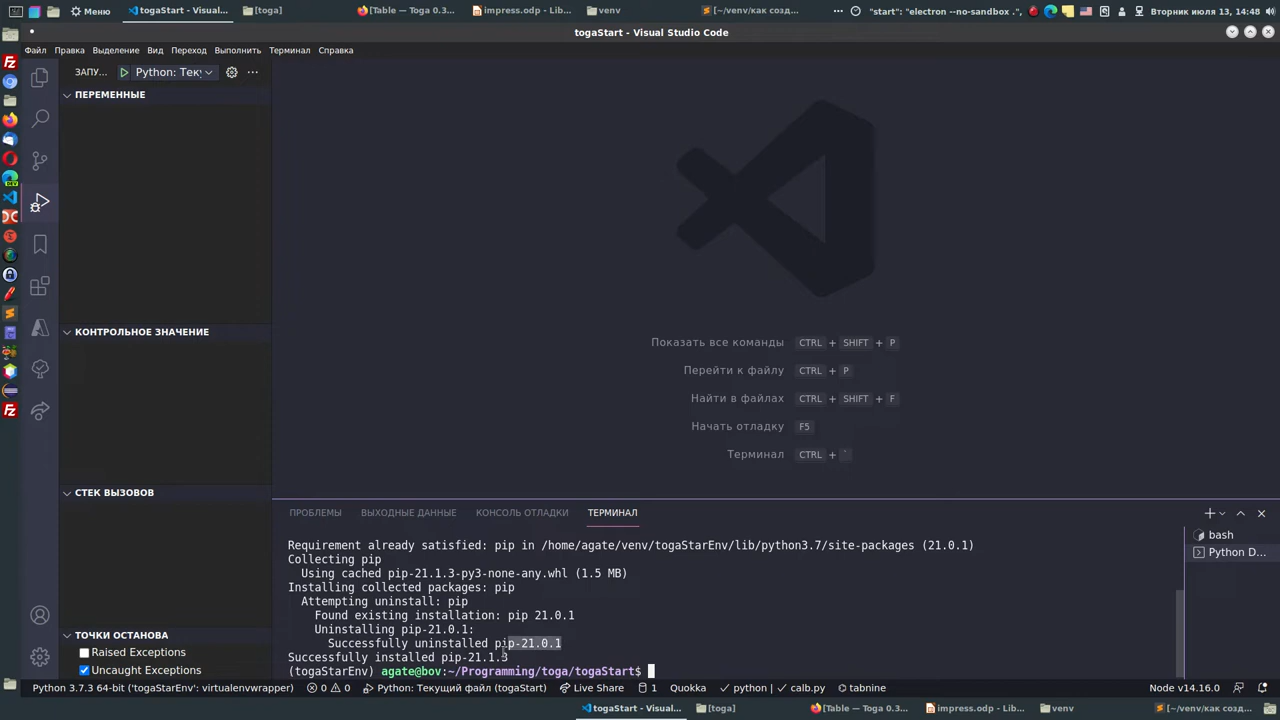 Меню
togaStart - Visual...
[toga]
[Table — Toga 0.3...
impress.odp - Lib...
venv
[~/venv/как созд...
"start": "electron --no-sandbox .",
Вторник июля 13, 14:48
togaStart - Visual Studio Code
Файл Правка Выделение Вид Переход Выполнить Терминал Справка
ЗАПУ... Python: Теку
ПЕРЕМЕННЫЕ
КОНТРОЛЬНОЕ ЗНАЧЕНИЕ
СТЕК ВЫЗОВОВ
ТОЧКИ ОСТАНОВА
Raised Exceptions
Uncaught Exceptions
Показать все команды CTRL + SHIFT + P
Перейти к файлу CTRL + P
Найти в файлах CTRL + SHIFT + F
Начать отладку F5
Терминал CTRL + `
ПРОБЛЕМЫ ВЫХОДНЫЕ ДАННЫЕ КОНСОЛЬ ОТЛАДКИ ТЕРМИНАЛ
Requirement already satisfied: pip in /home/agate/venv/togaStarEnv/lib/python3.7/site-packages (21.0.1)
Collecting pip
Using cached pip-21.1.3-py3-none-any.whl (1.5 MB)
Installing collected packages: pip
Attempting uninstall: pip
Found existing installation: pip 21.0.1
Uninstalling pip-21.0.1:
Successfully uninstalled pip-21.0.1
Successfully installed pip-21.1.3
(togaStarEnv) agate@bov:~/Programming/toga/togaStart$
bash
Python D...
Python 3.7.3 64-bit ('togaStarEnv': virtualenvwrapper) 0 0 Python: Текущий файл (togaStart) Live Share 1 Quokka python | calb.py tabnine Node v14.16.0
togaStart - Visua...
[toga]
[Table — Toga 0.3...
impress.odp - Lib...
venv
[~/venv/как созд...